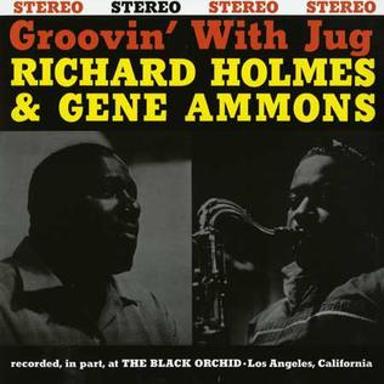 STEREO STEREO STEREO STEREO
Groovin' With Jug
RICHARD HOLMES
& GENE AMMONS
recorded, in part, at THE BLACK ORCHID · Los Angeles, California